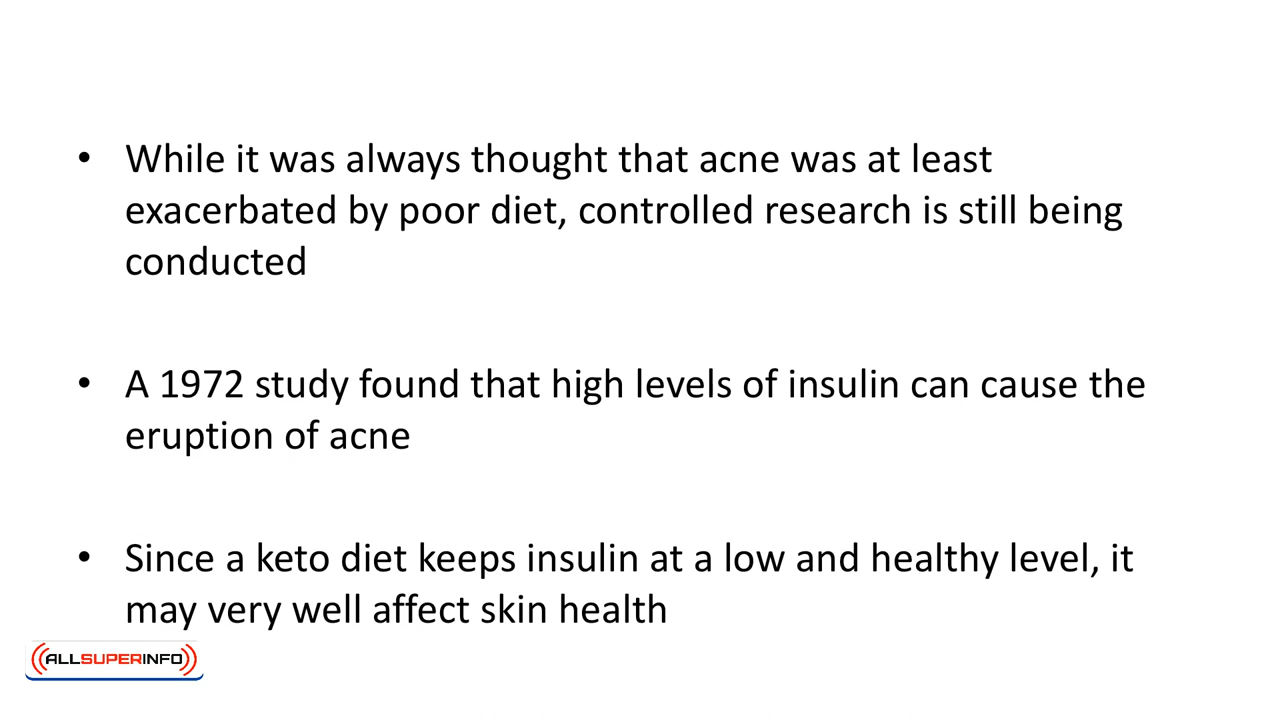 • While it was always thought that acne was at least
exacerbated by poor diet, controlled research is still being
conducted
• A 1972 study found that high levels of insulin can cause the
eruption of acne
• Since a keto diet keeps insulin at a low and healthy level, it
may very well affect skin health
ALLSUPERINFO